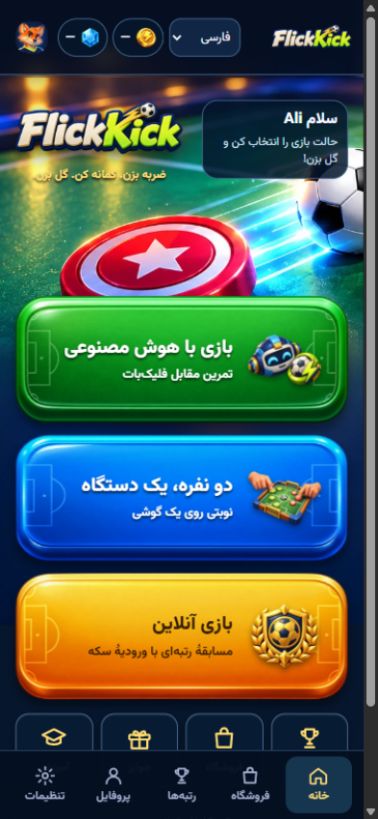 FlickKick
فارسی
–
–
سلام Ali
حالت بازی را انتخاب کن و
گل بزن!
FlickKick
ضربه بزن، کمانه کن، گل بزن.
بازی با هوش مصنوعی
تمرین مقابل فلیک‌بات
دو نفره، یک دستگاه
نوبتی روی یک گوشی
بازی آنلاین
مسابقهٔ رتبه‌ای با ورودیهٔ سکه
خانه
فروشگاه
رتبه‌ها
پروفایل
تنظیمات